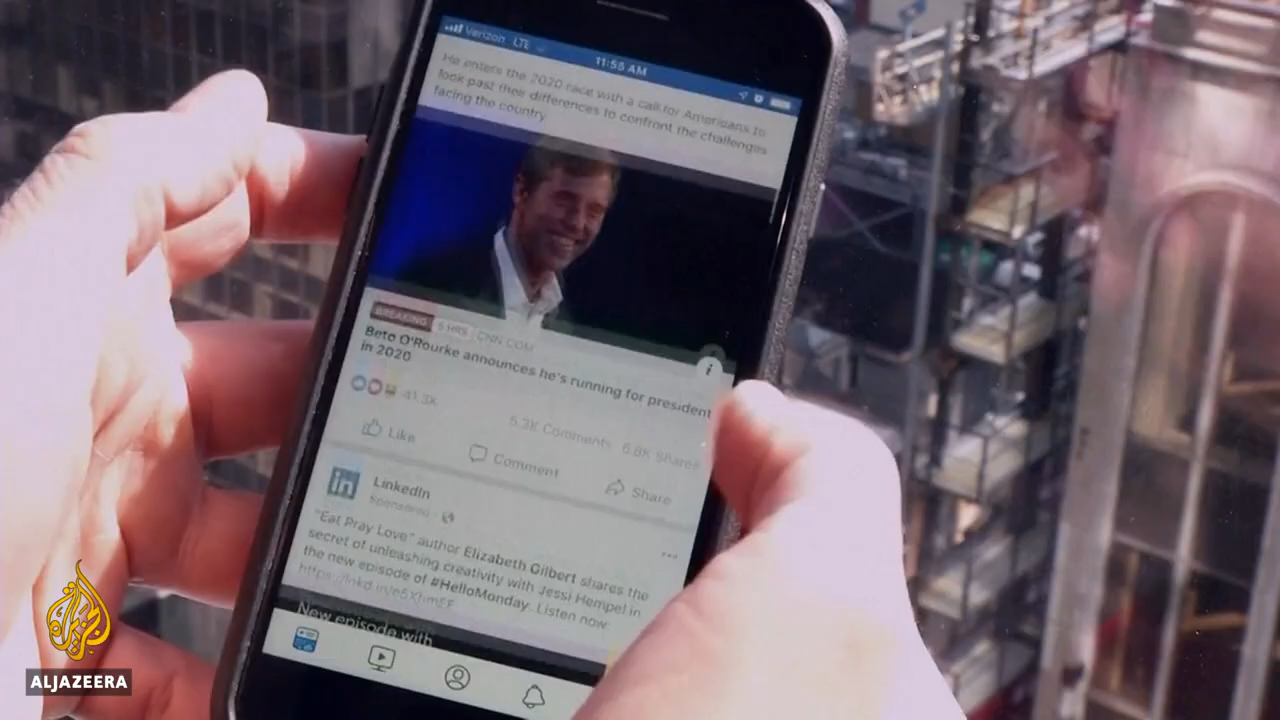 Verizon LTE
11:55 AM
He enters the 2020 race with a call for Americans to
look past their differences to confront the challenges
facing the country
BREAKING 5 HRS CNN.COM
Beto O'Rourke announces he's running for president
in 2020
41.3K
5.3K Comments 6.8K Shares
Like
Comment
Share
in
LinkedIn
Sponsored
"Eat Pray Love" author Elizabeth Gilbert shares the
secret of unleashing creativity with Jessi Hempel in
the new episode of #HelloMonday. Listen now:
New episode with
ALJAZEERA